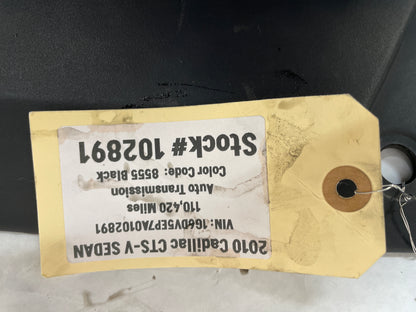 2010 Cadillac CTS-V SEDAN
VIN: 1G6DV5EP7A0102891
110,420 Miles
Auto Transmission
Color Code: 8555 Black
Stock# 102891